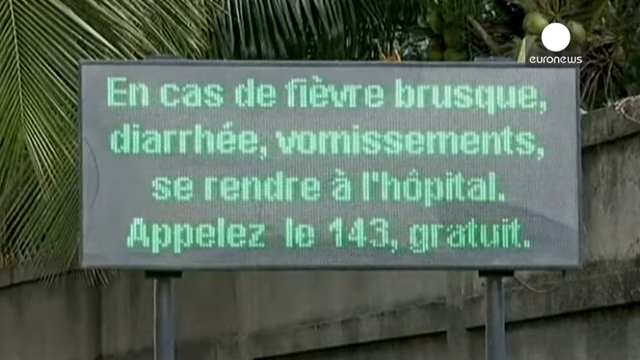 euronews
En cas de fièvre brusque,
diarrhée, vomissements,
se rendre à l'hôpital.
Appelez le 143, gratuit.